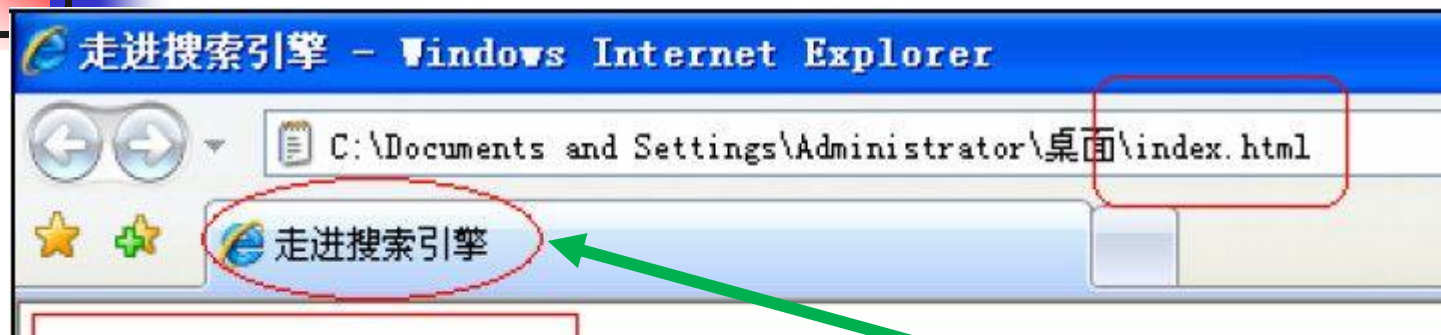 走进搜索引擎 - Windows Internet Explorer
C:\Documents and Settings\Administrator\桌面\index.html
走进搜索引擎